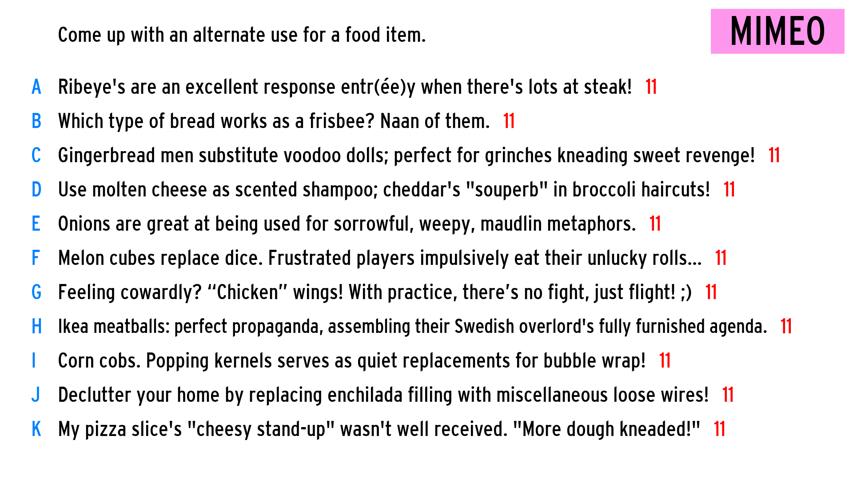 Come up with an alternate use for a food item.
MIMEO
A Ribeye's are an excellent response entr(ée)y when there's lots at steak! 11
B Which type of bread works as a frisbee? Naan of them. 11
C Gingerbread men substitute voodoo dolls; perfect for grinches kneading sweet revenge! 11
D Use molten cheese as scented shampoo; cheddar's "souperb" in broccoli haircuts! 11
E Onions are great at being used for sorrowful, weepy, maudlin metaphors. 11
F Melon cubes replace dice. Frustrated players impulsively eat their unlucky rolls... 11
G Feeling cowardly? “Chicken” wings! With practice, there’s no fight, just flight! ;) 11
H Ikea meatballs: perfect propaganda, assembling their Swedish overlord's fully furnished agenda. 11
I Corn cobs. Popping kernels serves as quiet replacements for bubble wrap! 11
J Declutter your home by replacing enchilada filling with miscellaneous loose wires! 11
K My pizza slice's "cheesy stand-up" wasn't well received. "More dough kneaded!" 11